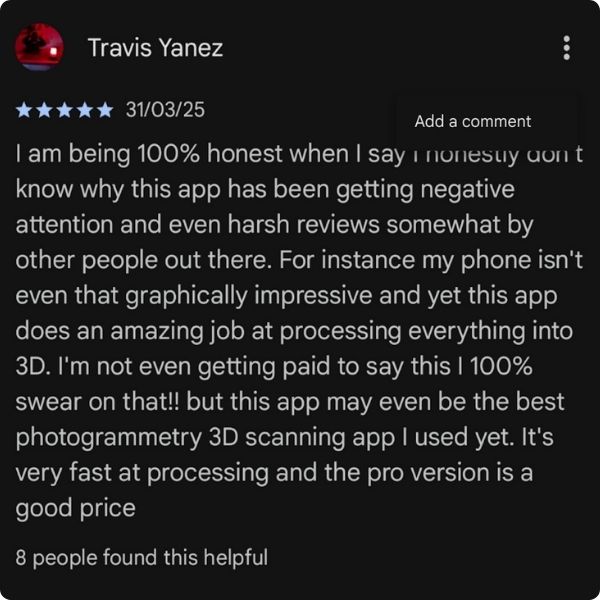 Travis Yanez
31/03/25
Add a comment
I am being 100% honest when I say I honestly don't
know why this app has been getting negative
attention and even harsh reviews somewhat by
other people out there. For instance my phone isn't
even that graphically impressive and yet this app
does an amazing job at processing everything into
3D. I'm not even getting paid to say this I 100%
swear on that!! but this app may even be the best
photogrammetry 3D scanning app I used yet. It's
very fast at processing and the pro version is a
good price
8 people found this helpful